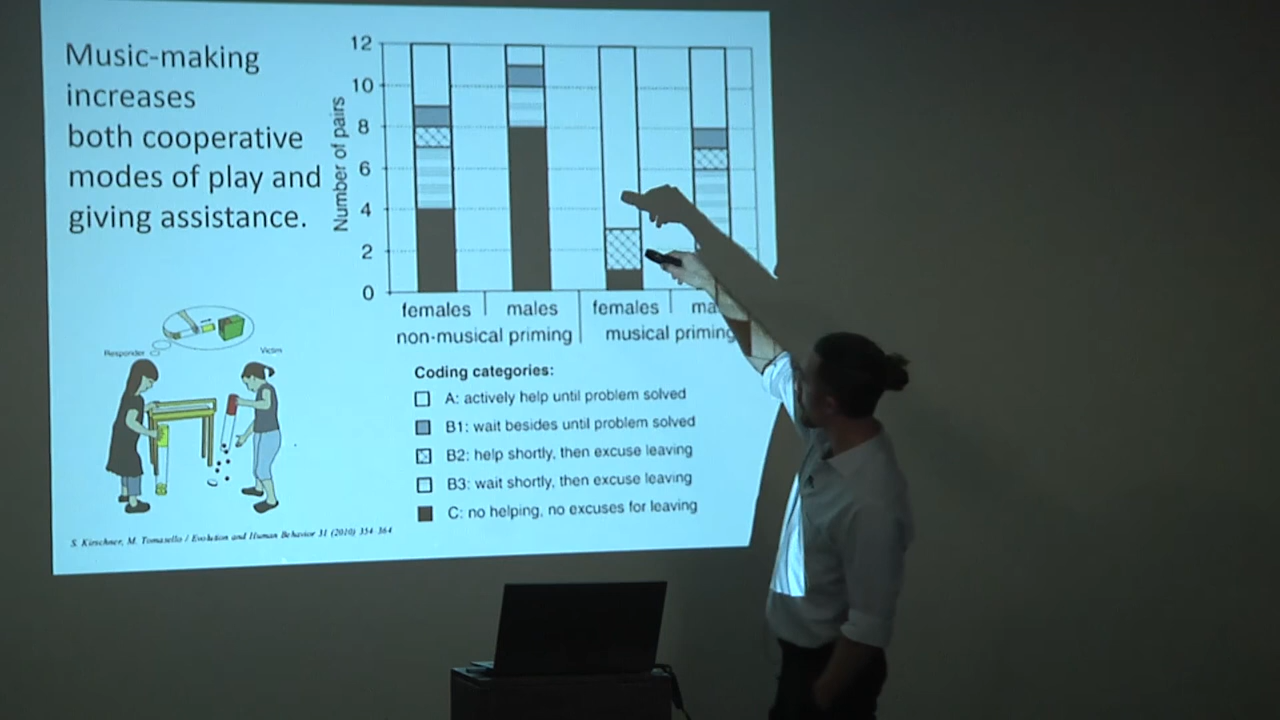 Music-making
increases
both cooperative
modes of play and
giving assistance.
Number of pairs
12
10
8
6
4
2
0
females males females ma
non-musical priming musical priming
Responder
Victim
Coding categories:
A: actively help until problem solved
B1: wait besides until problem solved
B2: help shortly, then excuse leaving
B3: wait shortly, then excuse leaving
C: no helping, no excuses for leaving
S. Kirschner, M. Tomasello / Evolution and Human Behavior 31 (2010) 354-364